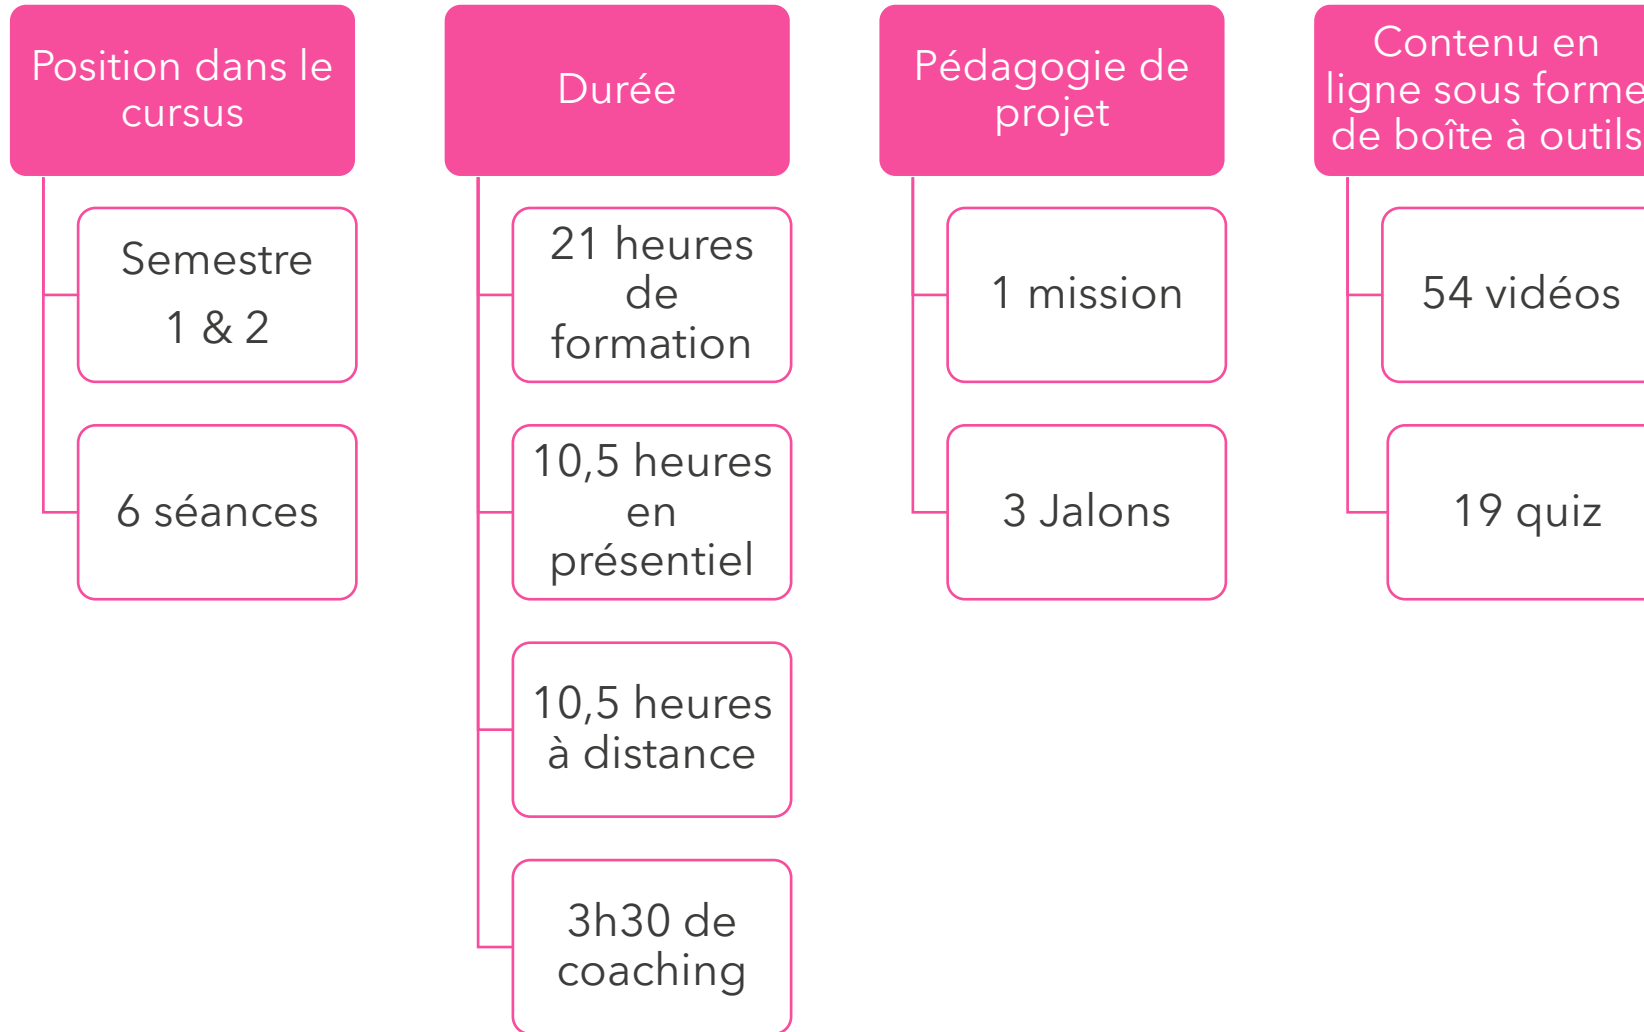 Position dans le
cursus
Semestre
1 & 2
6 séances
Durée
21 heures
de
formation
10,5 heures
en
présentiel
10,5 heures
à distance
3h30 de
coaching
Pédagogie de
projet
1 mission
3 Jalons
Contenu en
ligne sous forme
de boîte à outils
54 vidéos
19 quiz